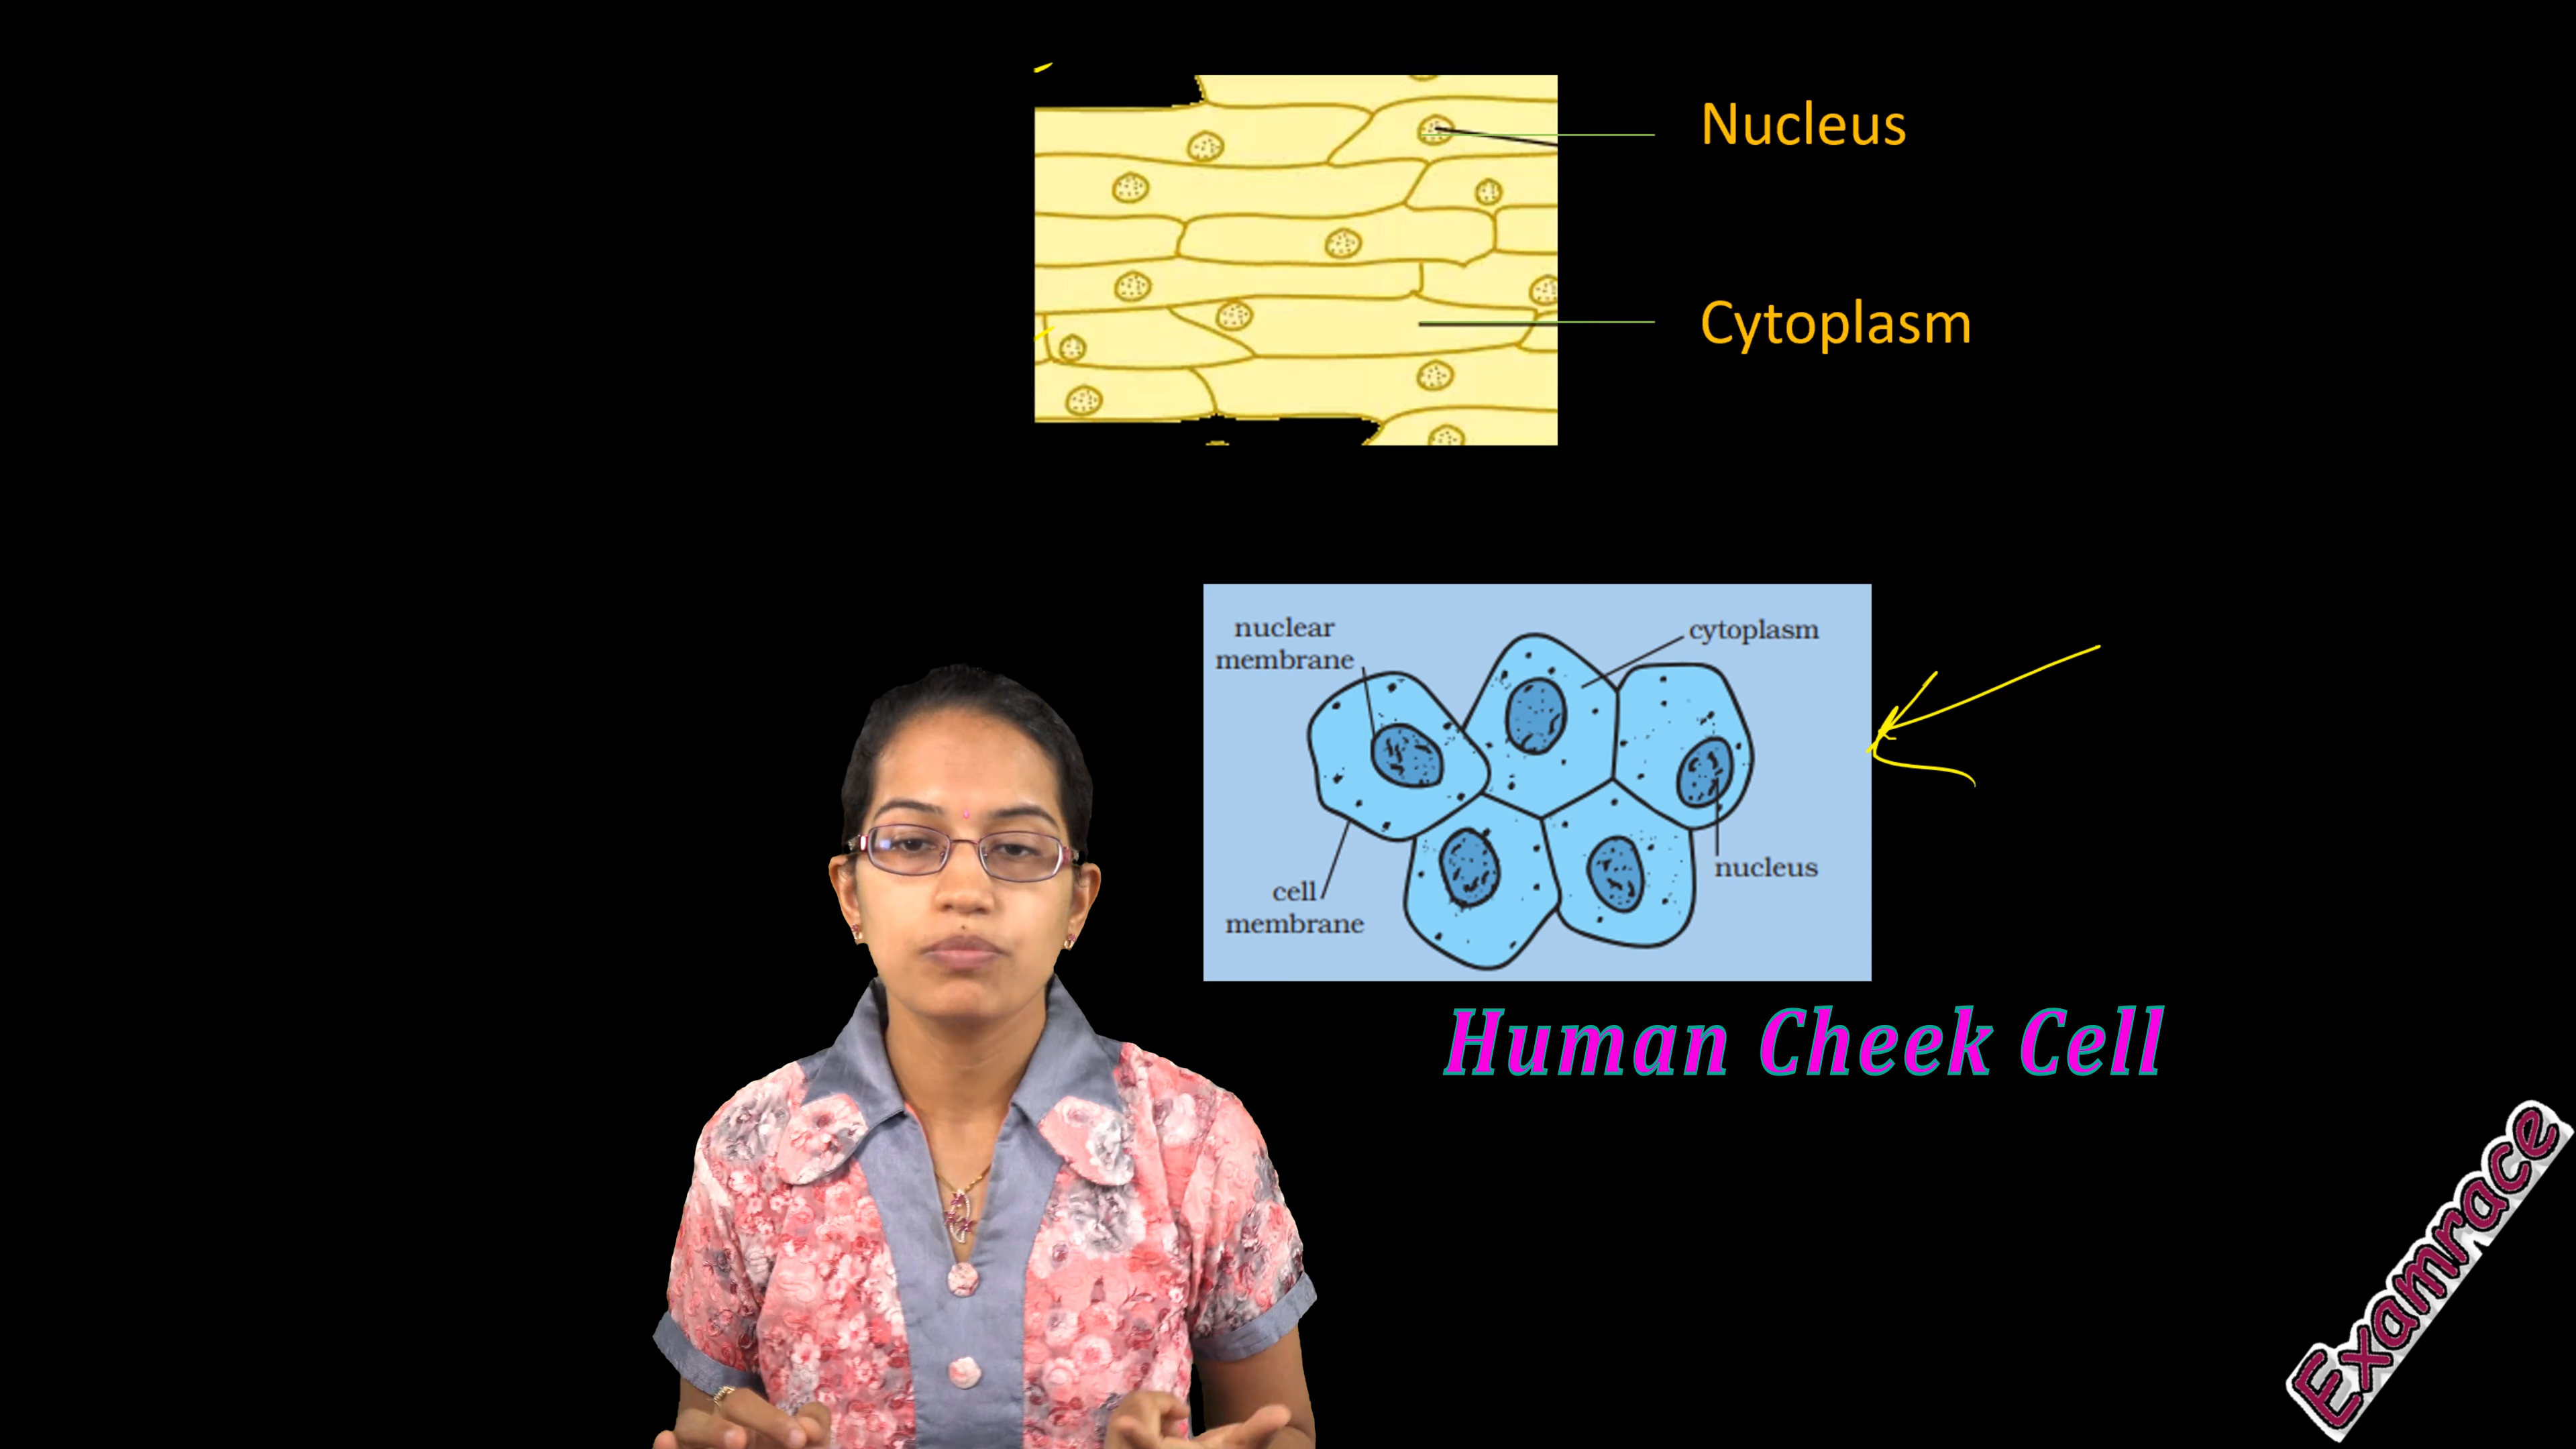 Nucleus
Cytoplasm
nuclear
membrane
cytoplasm
nucleus
cell
membrane
Human Cheek Cell
Examrace